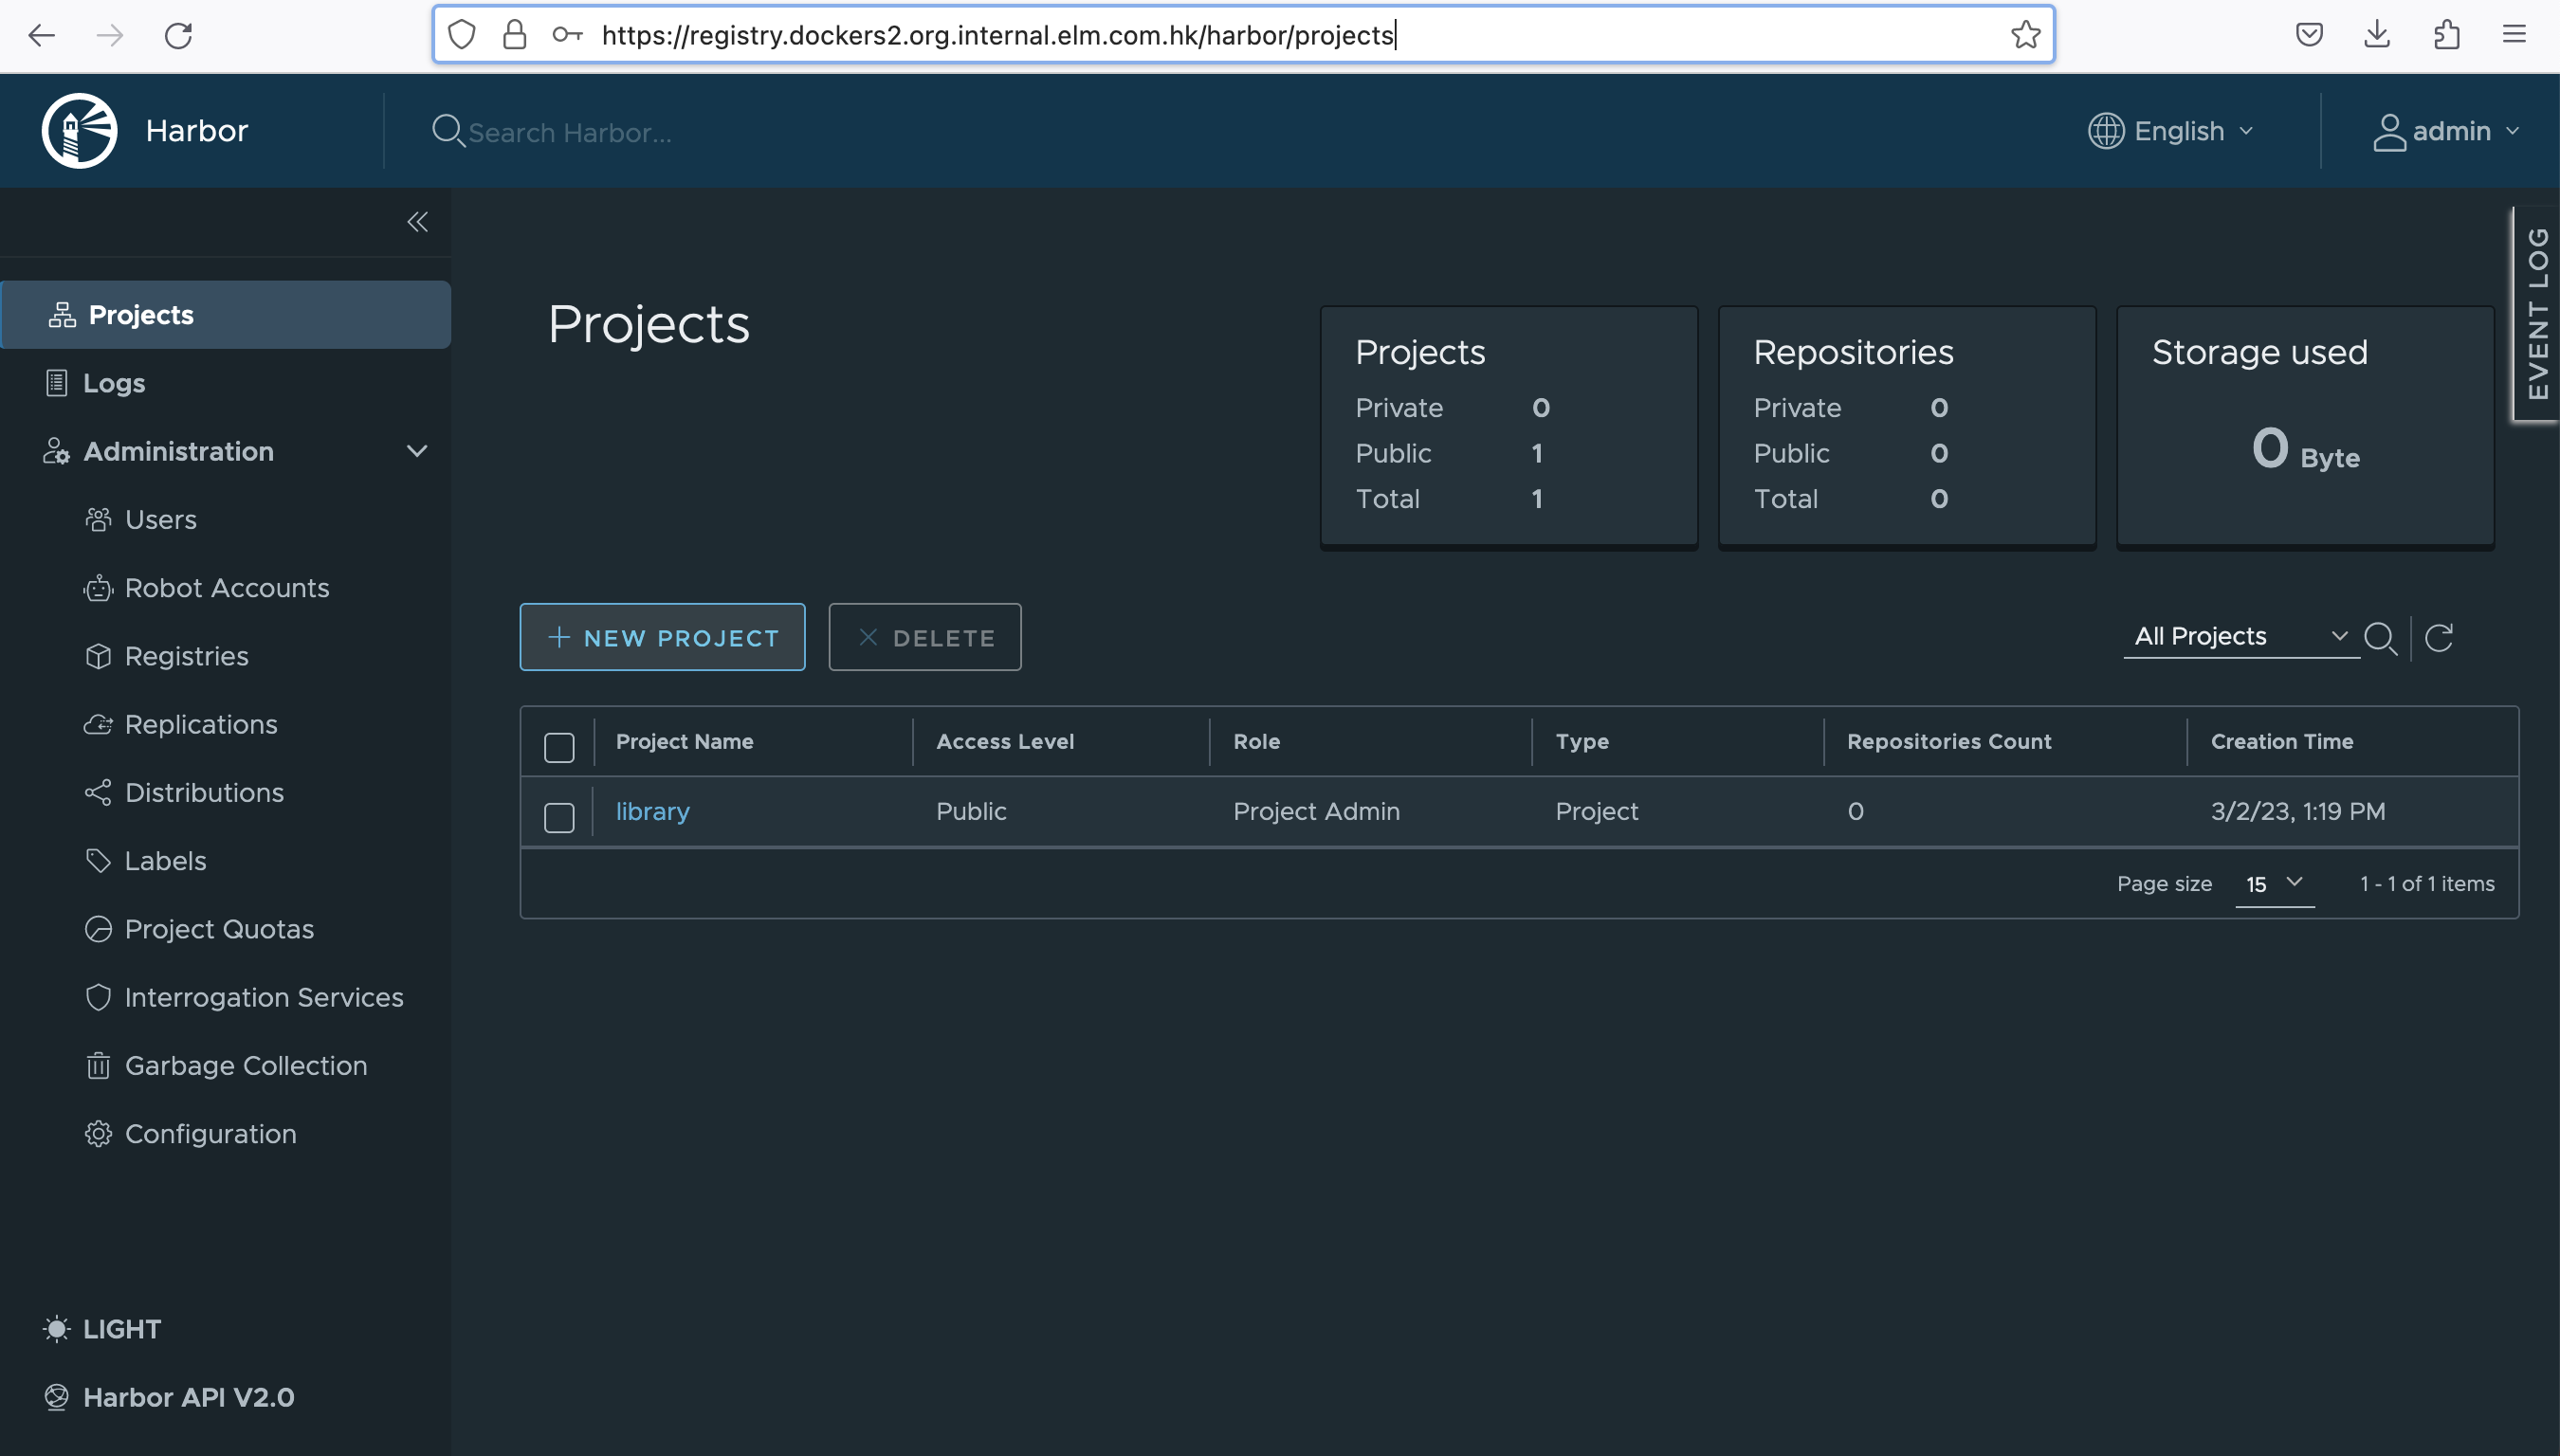 https://registry.dockers2.org.internal.elm.com.hk/harbor/projects
Harbor
Search Harbor...
English
admin
EVENT LOG
Projects
Logs
Administration
Users
Robot Accounts
Registries
Replications
Distributions
Labels
Project Quotas
Interrogation Services
Garbage Collection
Configuration
LIGHT
Harbor API V2.0
Projects
Projects
Private 0
Public 1
Total 1
Repositories
Private 0
Public 0
Total 0
Storage used
0 Byte
NEW PROJECT
DELETE
All Projects
Project Name Access Level Role Type Repositories Count Creation Time
library Public Project Admin Project 0 3/2/23, 1:19 PM
Page size 15 1 - 1 of 1 items